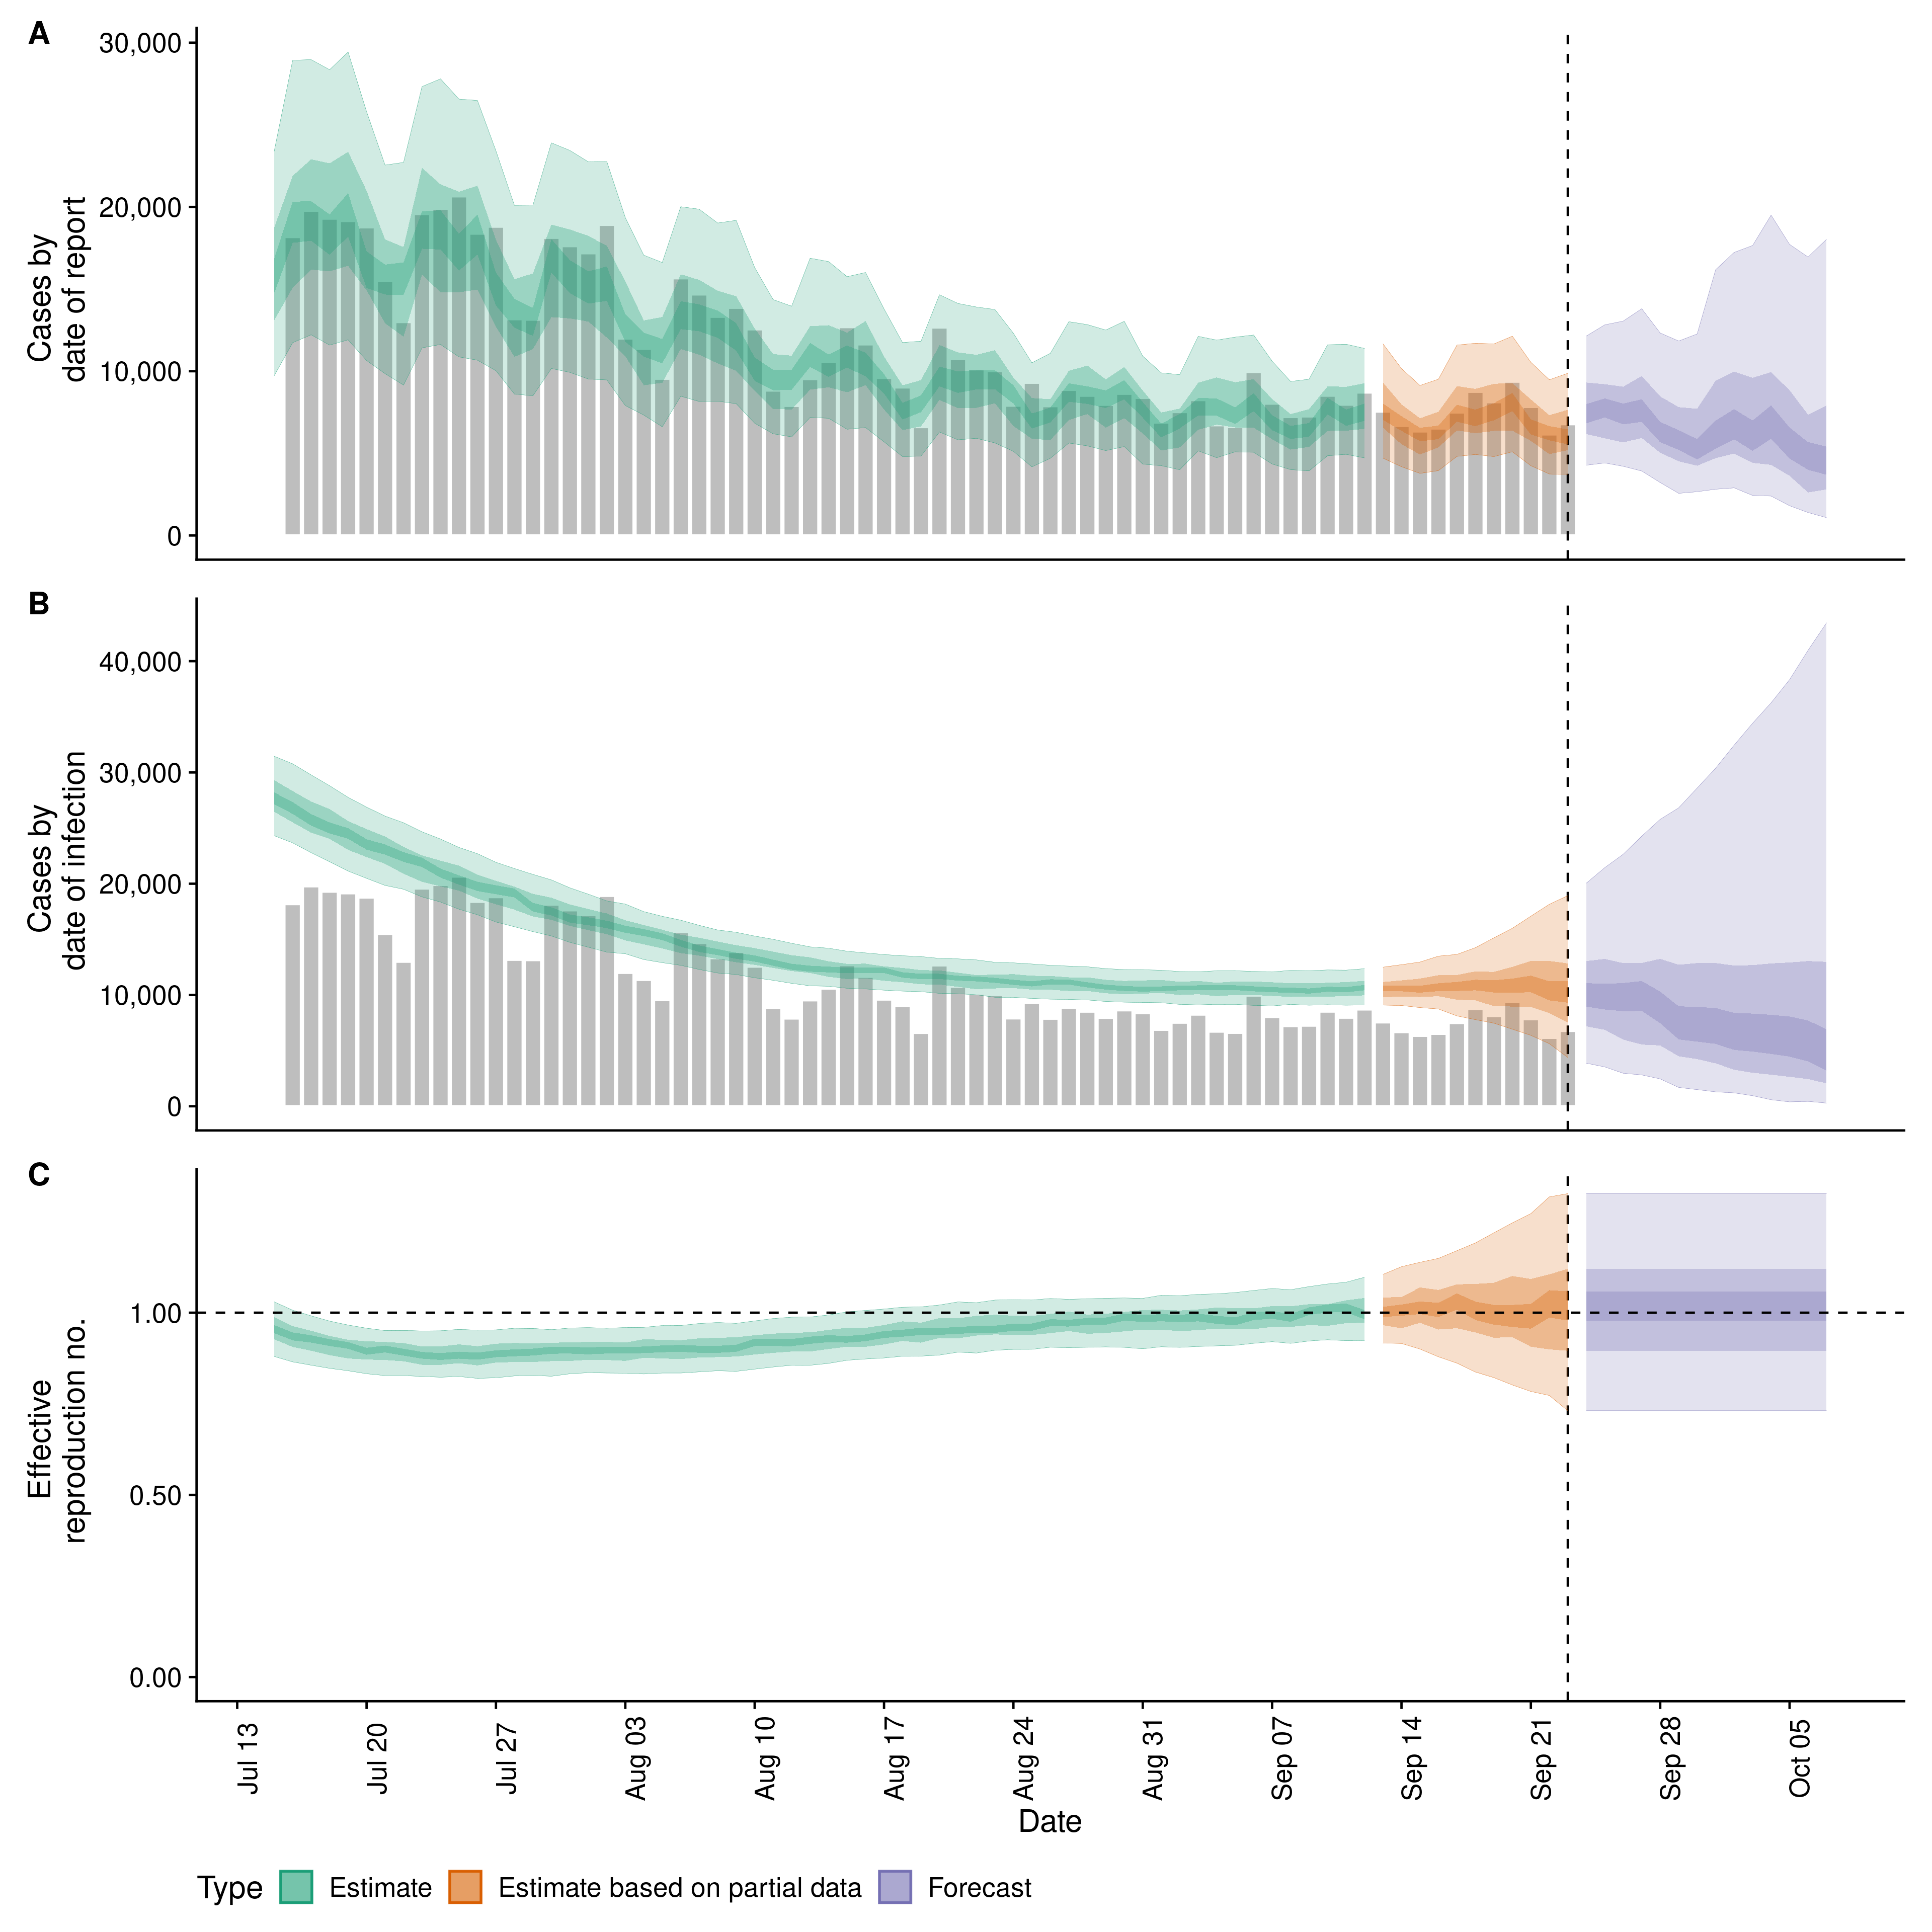 A
Cases by
date of report
30,000
20,000
10,000
0
B
Cases by
date of infection
40,000
30,000
20,000
10,000
0
C
Effective
reproduction no.
1.00
0.50
0.00
Jul 13
Jul 20
Jul 27
Aug 03
Aug 10
Aug 17
Aug 24
Aug 31
Sep 07
Sep 14
Sep 21
Sep 28
Oct 05
Date
Type
Estimate
Estimate based on partial data
Forecast